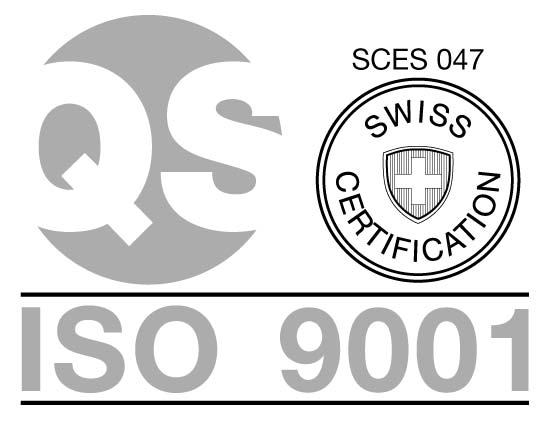 QS
SCES 047
SWISS
CERTIFICATION
ISO 9001